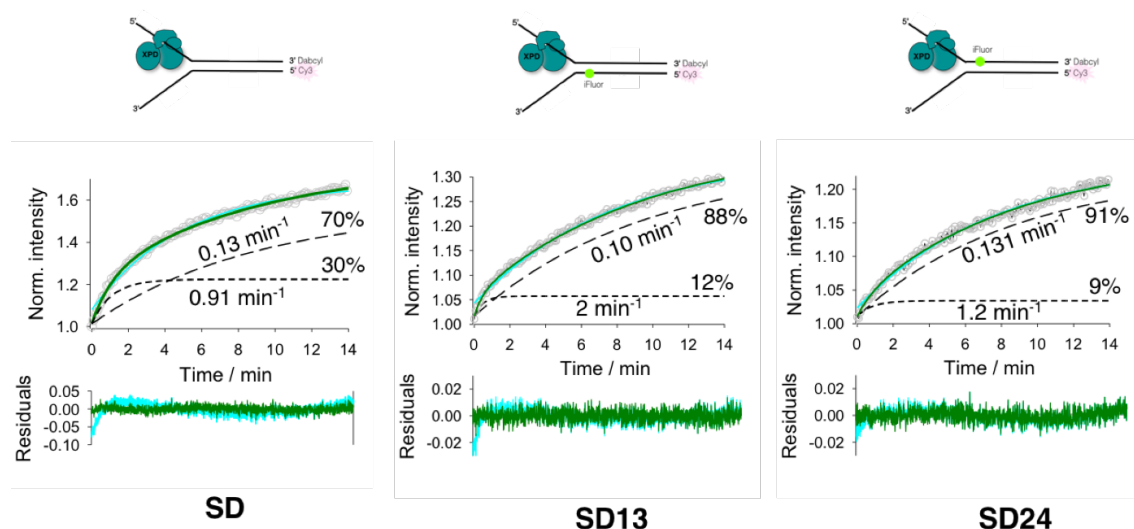 5'
XPD
3' Dabcyl
5' Cy3
3'
5'
XPD
3' Dabcyl
5' Cy3
iFluor
3'
5'
iFluor
XPD
3' Dabcyl
5' Cy3
3'
Norm. intensity
1.6
1.4
1.2
1.0
70%
0.13 min-1
30%
0.91 min-1
0 2 4 6 8 10 12 14
Time / min
Residuals
0.05
0.00
-0.05
-0.10
SD
Norm. intensity
1.30
1.25
1.20
1.15
1.10
1.05
1.00
88%
0.10 min-1
12%
2 min-1
0 2 4 6 8 10 12 14
Time / min
Residuals
0.02
0.00
-0.02
SD13
Norm. intensity
1.20
1.15
1.10
1.05
1.00
91%
0.131 min-1
9%
1.2 min-1
0 2 4 6 8 10 12 14
Time / min
Residuals
0.02
0.00
-0.02
SD24